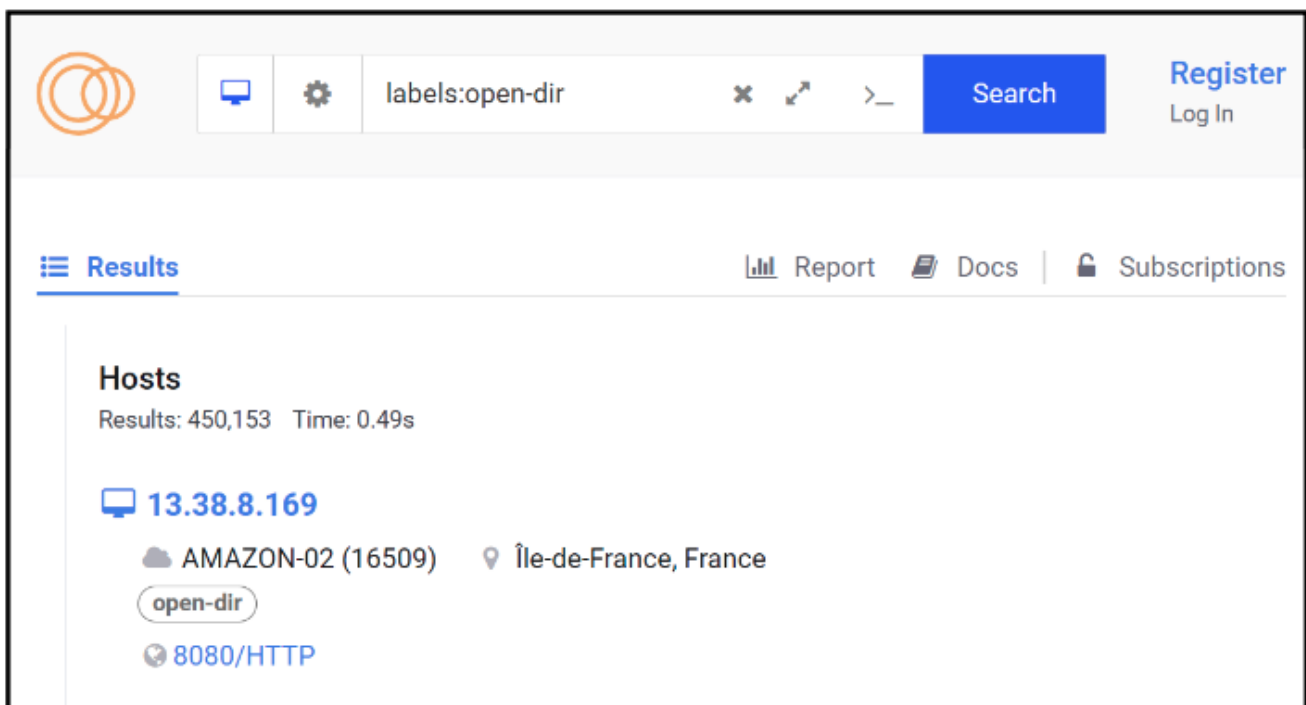 labels:open-dir >_ Search Register
Log In
Results Report Docs Subscriptions
Hosts
Results: 450,153 Time: 0.49s
13.38.8.169
AMAZON-02 (16509) Île-de-France, France
open-dir
8080/HTTP